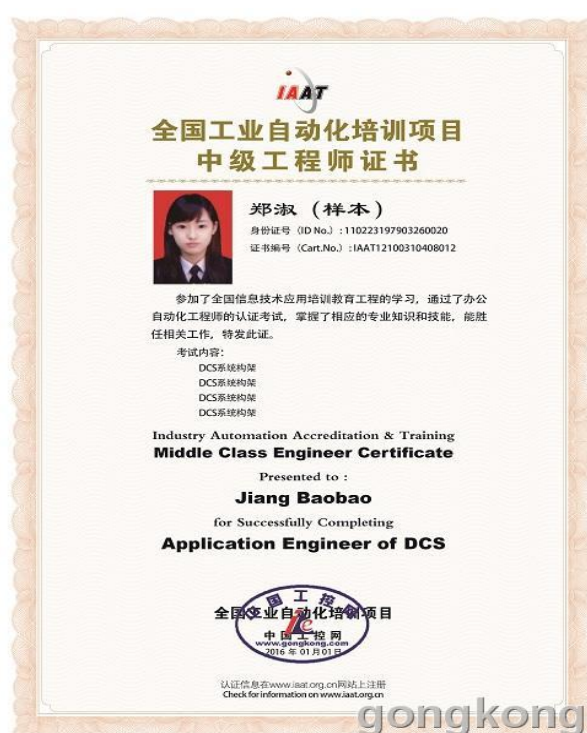 IAAT
全国工业自动化培训项目
中级工程师证书
郑淑（样本）
身份证号（ID No.）: 110223197903260020
证书编号（Cart.No.）: IAAT12100310408012
参加了全国信息技术应用培训教育工程的学习，通过了办公
自动化工程师的认证考试，掌握了相应的专业知识和技能，能胜
任相关工作，特发此证。
考试内容：
DCS系统构架
DCS系统构架
DCS系统构架
DCS系统构架
Industry Automation Accreditation & Training
Middle Class Engineer Certificate
Presented to :
Jiang Baobao
for Successfully Completing
Application Engineer of DCS
中国工控网
全国工业自动化培训项目
中国工控网
www.gongkong.com
2016 年 01月01日
认证信息在www.iaat.org.cn网站上注册
Check for information on www.iaat.org.cn
gongkong